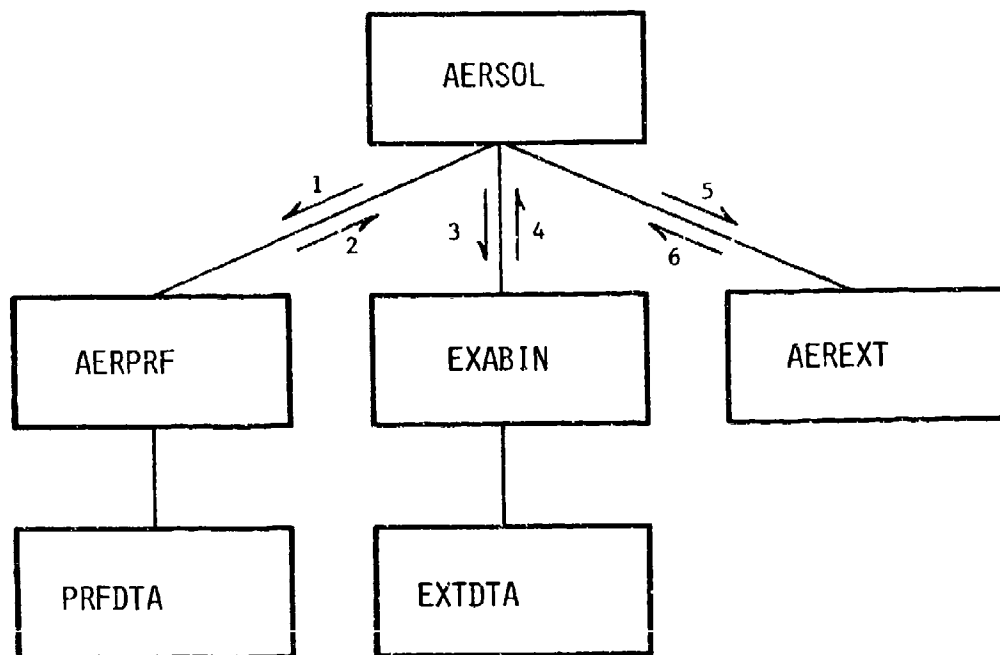 AERSOL
1
2
3
4
5
6
AERPRF
EXABIN
AEREXT
PRFDTA
EXTDTA